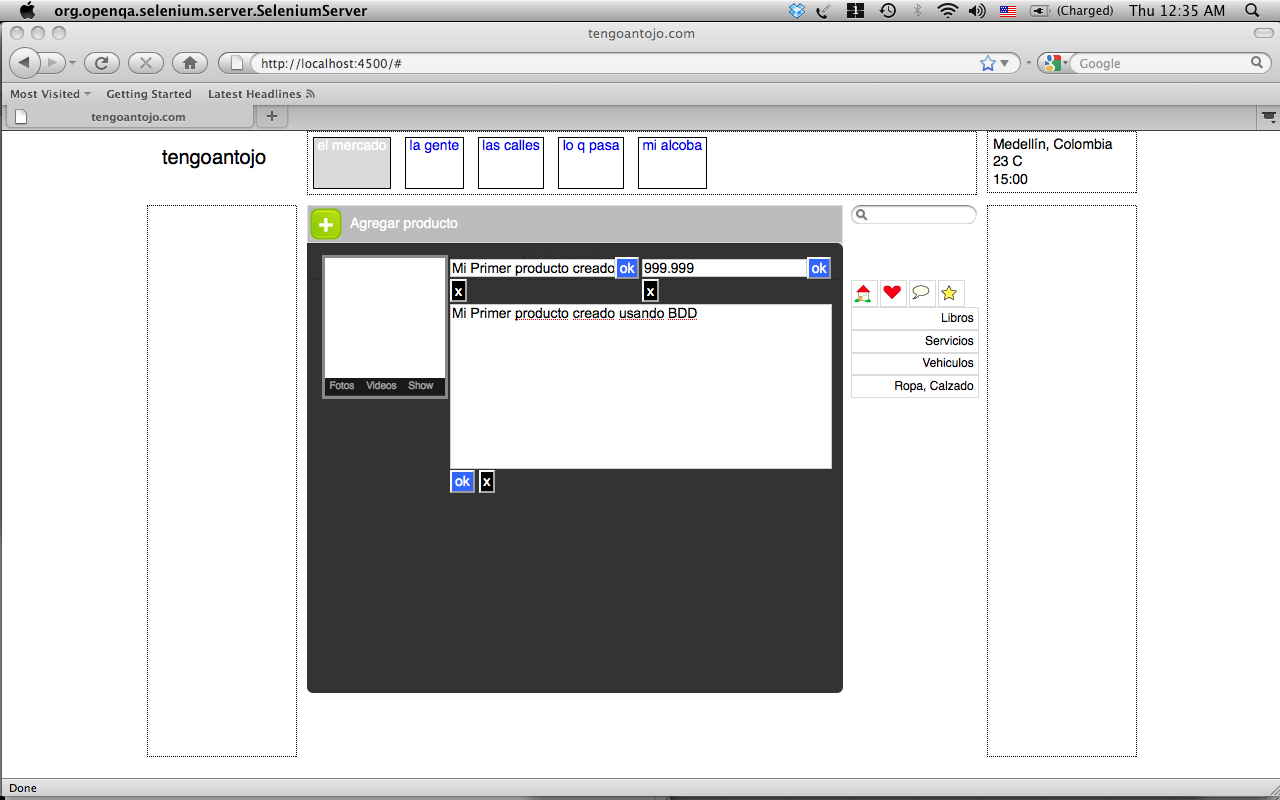 org.openqa.selenium.server.SeleniumServer
1 (Charged) Thu 12:35 AM
tengoantojo.com
http://localhost:4500/# Google
Most Visited Getting Started Latest Headlines
tengoantojo.com +
tengoantojo
el mercado la gente las calles lo q pasa mi alcoba
Medellín, Colombia
23 C
15:00
Agregar producto
Mi Primer producto creado ok 999.999 ok
x x
Mi Primer producto creado usando BDD
Fotos Videos Show
ok x
Libros
Servicios
Vehiculos
Ropa, Calzado
Done